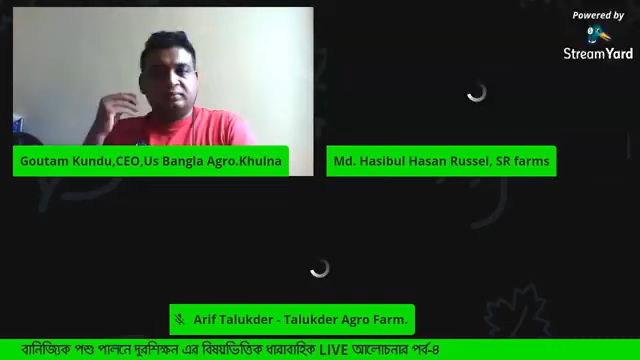 Powered by
StreamYard
Goutam Kundu,CEO,Us Bangla Agro.Khulna
Md. Hasibul Hasan Russel, SR farms
Arif Talukder - Talukder Agro Farm.
বানিজ্যিক পশু পালনে দুরশিক্ষন এর বিষয়ভিত্তিক ধারাবাহিক LIVE আলোচনার পর্ব-৪